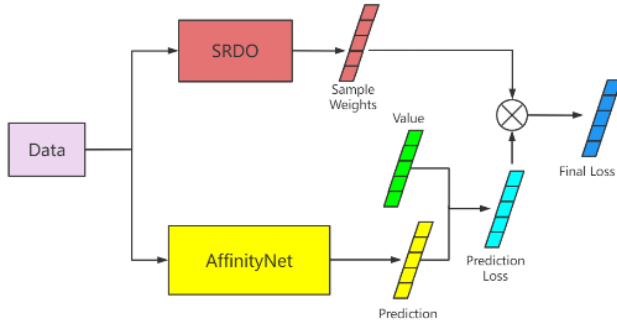 SRDO
Sample
Weights
Value
Data
Final Loss
AffinityNet
Prediction
Loss
Prediction